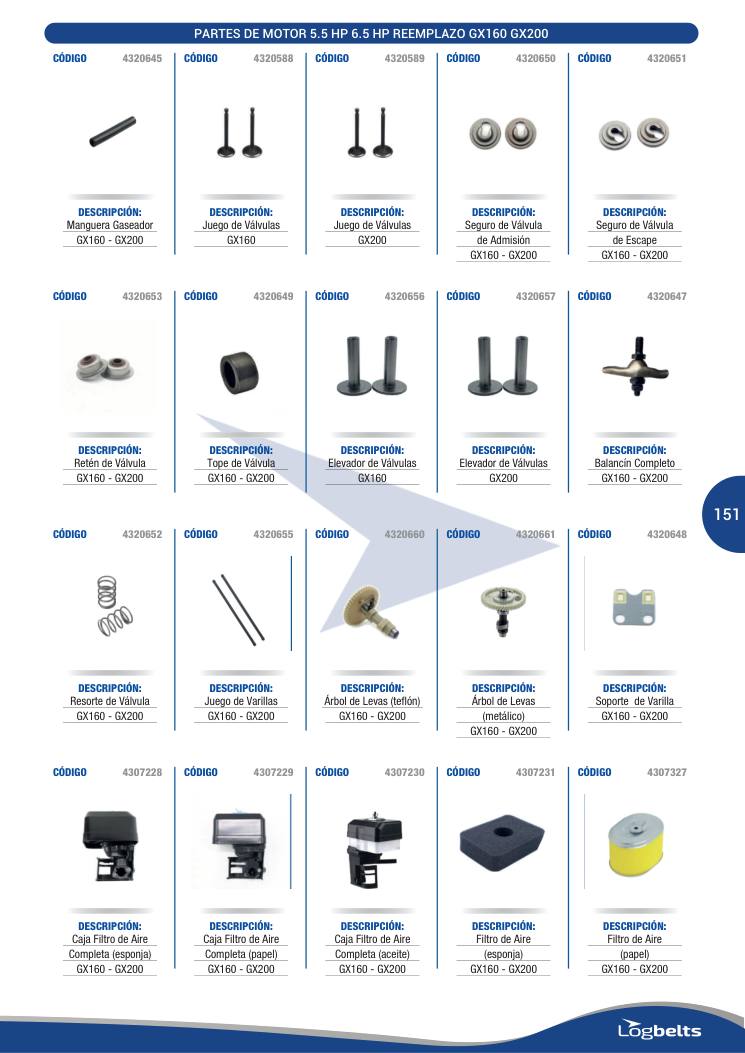 PARTES DE MOTOR 5.5 HP 6.5 HP REEMPLAZO GX160 GX200
CÓDIGO 4320645
DESCRIPCIÓN:
Manguera Gaseador
GX160 - GX200
CÓDIGO 4320588
DESCRIPCIÓN:
Juego de Válvulas
GX160
CÓDIGO 4320589
DESCRIPCIÓN:
Juego de Válvulas
GX200
CÓDIGO 4320650
DESCRIPCIÓN:
Seguro de Válvula
de Admisión
GX160 - GX200
CÓDIGO 4320651
DESCRIPCIÓN:
Seguro de Válvula
de Escape
GX160 - GX200
CÓDIGO 4320653
DESCRIPCIÓN:
Retén de Válvula
GX160 - GX200
CÓDIGO 4320649
DESCRIPCIÓN:
Tope de Válvula
GX160 - GX200
CÓDIGO 4320656
DESCRIPCIÓN:
Elevador de Válvulas
GX160
CÓDIGO 4320657
DESCRIPCIÓN:
Elevador de Válvulas
GX200
CÓDIGO 4320647
DESCRIPCIÓN:
Balancín Completo
GX160 - GX200
151
CÓDIGO 4320652
DESCRIPCIÓN:
Resorte de Válvula
GX160 - GX200
CÓDIGO 4320655
DESCRIPCIÓN:
Juego de Varillas
GX160 - GX200
CÓDIGO 4320660
DESCRIPCIÓN:
Árbol de Levas (teflón)
GX160 - GX200
CÓDIGO 4320661
DESCRIPCIÓN:
Árbol de Levas
(metálico)
GX160 - GX200
CÓDIGO 4320648
DESCRIPCIÓN:
Soporte de Varilla
GX160 - GX200
CÓDIGO 4307228
DESCRIPCIÓN:
Caja Filtro de Aire
Completa (esponja)
GX160 - GX200
CÓDIGO 4307229
DESCRIPCIÓN:
Caja Filtro de Aire
Completa (papel)
GX160 - GX200
CÓDIGO 4307230
DESCRIPCIÓN:
Caja Filtro de Aire
Completa (aceite)
GX160 - GX200
CÓDIGO 4307231
DESCRIPCIÓN:
Filtro de Aire
(esponja)
GX160 - GX200
CÓDIGO 4307327
DESCRIPCIÓN:
Filtro de Aire
(papel)
GX160 - GX200
Logbelts